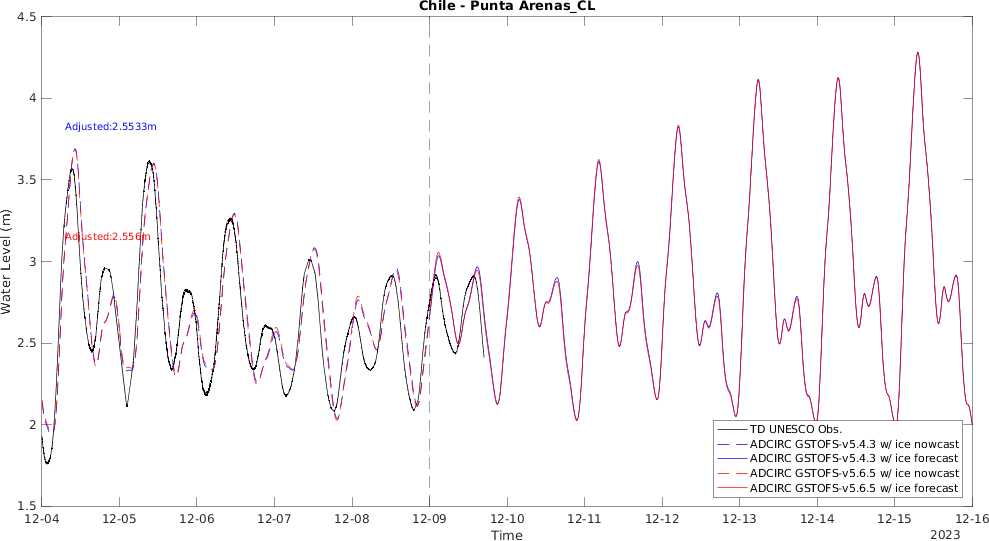 Chile - Punta Arenas_CL
4.5
4
3.5
3
2.5
2
1.5
Water Level (m)
Adjusted:2.5533m
Adjusted:2.556m
TD UNESCO Obs.
ADCIRC GSTOFS-v5.4.3 w/ ice nowcast
ADCIRC GSTOFS-v5.4.3 w/ ice forecast
ADCIRC GSTOFS-v5.6.5 w/ ice nowcast
ADCIRC GSTOFS-v5.6.5 w/ ice forecast
12-04 12-05 12-06 12-07 12-08 12-09 12-10 12-11 12-12 12-13 12-14 12-15 12-16
Time
2023